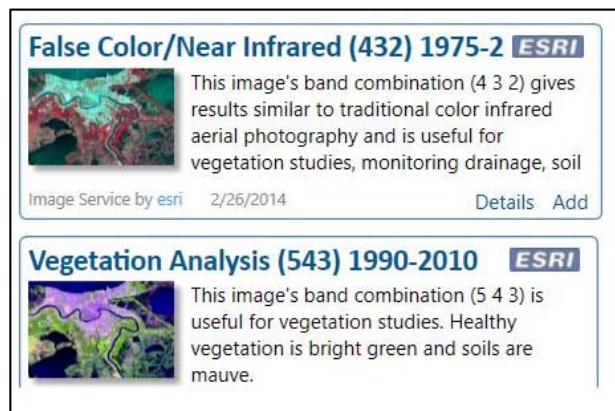 False Color/Near Infrared (432) 1975-2 ESRI
This image's band combination (4 3 2) gives
results similar to traditional color infrared
aerial photography and is useful for
vegetation studies, monitoring drainage, soil
Image Service by esri 2/26/2014 Details Add
Vegetation Analysis (543) 1990-2010 ESRI
This image's band combination (5 4 3) is
useful for vegetation studies. Healthy
vegetation is bright green and soils are
mauve.